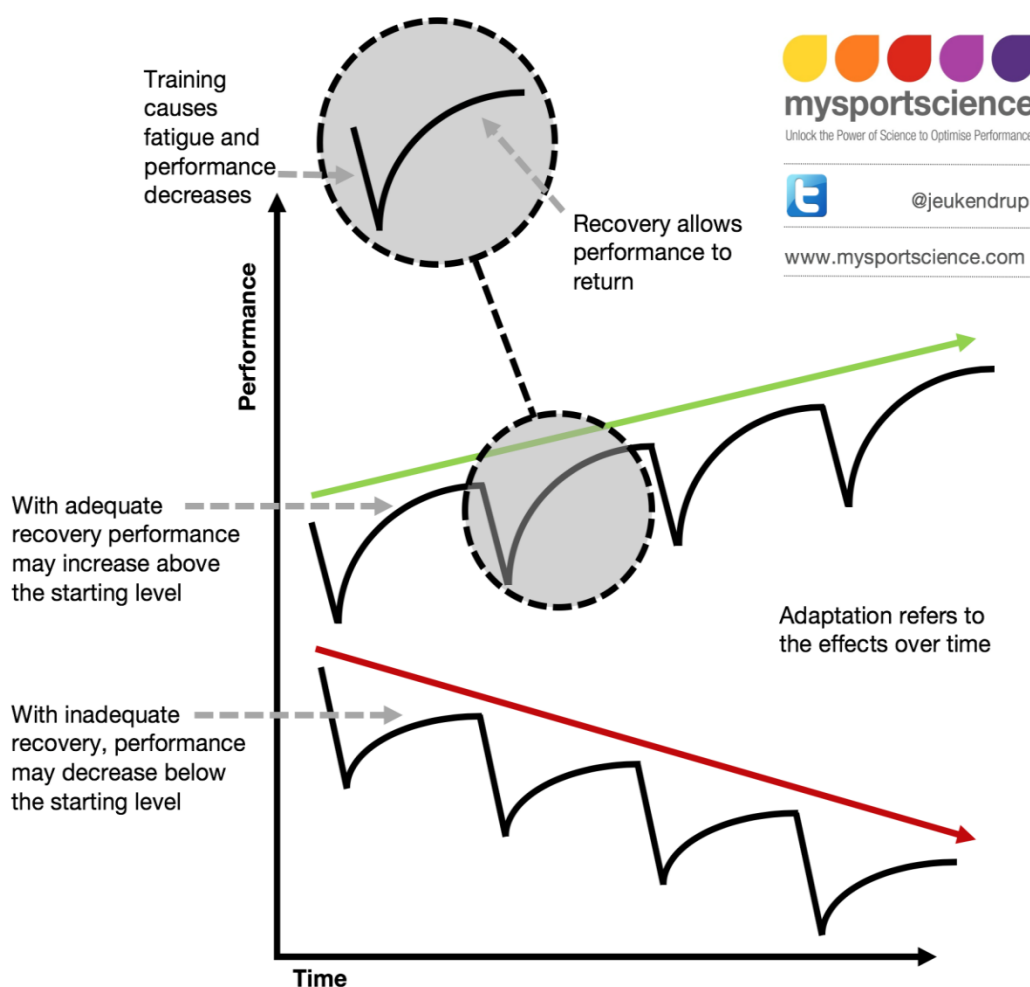 Training
causes
fatigue and
performance
decreases
mysportscience
Unlock the Power of Science to Optimise Performance
@jeukendrup
www.mysportscience.com
Recovery allows
performance to
return
Performance
With adequate
recovery performance
may increase above
the starting level
Adaptation refers to
the effects over time
With inadequate
recovery, performance
may decrease below
the starting level
Time